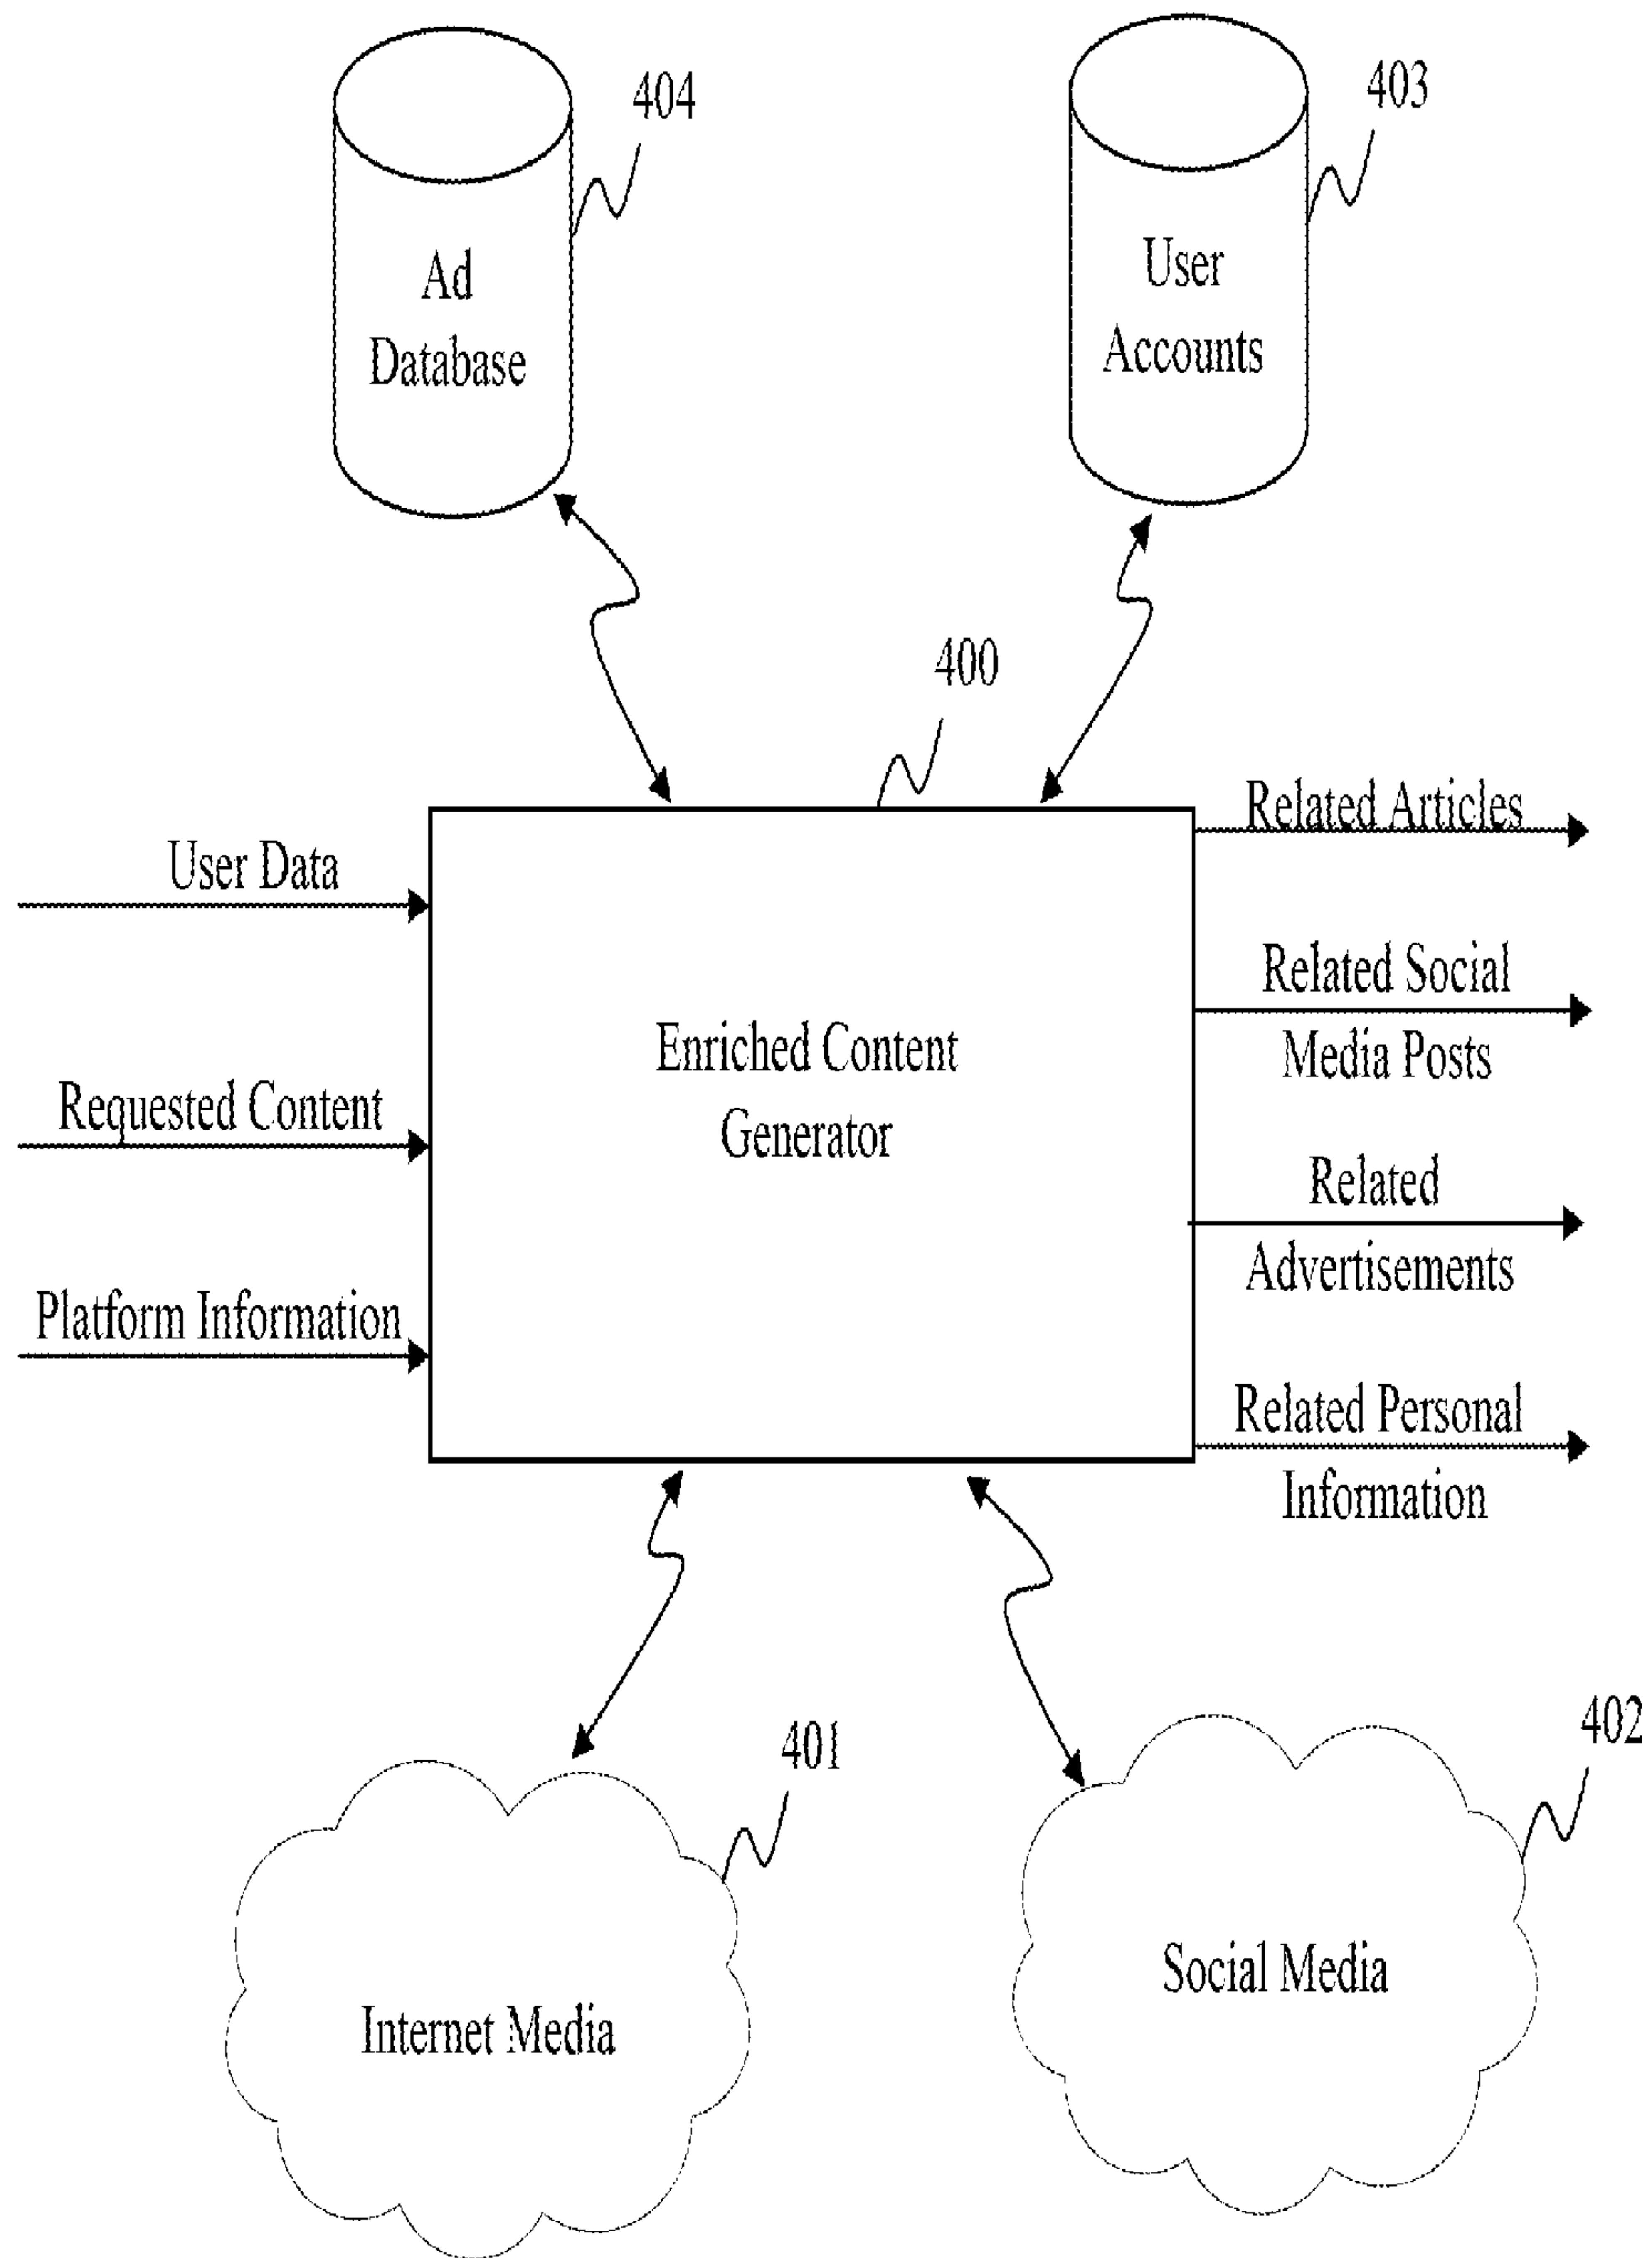 404
403
Ad
Database
User
Accounts
400
User Data
Requested Content
Platform Information
Enriched Content
Generator
Related Articles
Related Social
Media Posts
Related
Advertisements
Related Personal
Information
401
402
Internet Media
Social Media